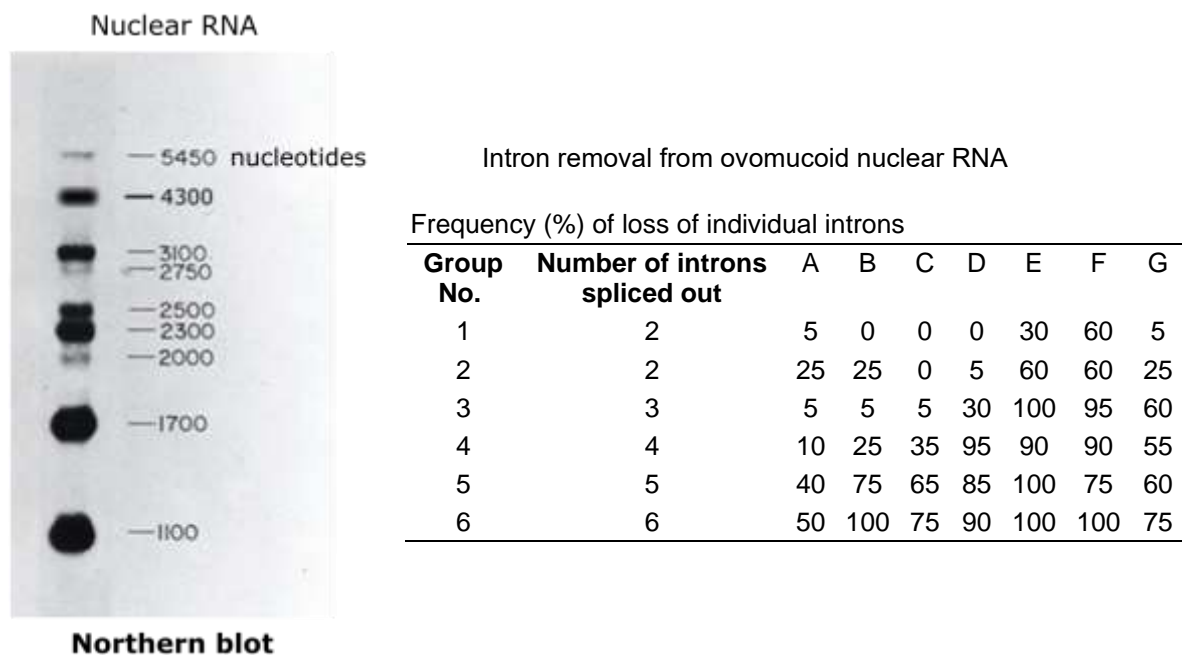 Nuclear RNA
5450 nucleotides
4300
3100
2750
2500
2300
2000
1700
1100
Northern blot
Intron removal from ovomucoid nuclear RNA
Frequency (%) of loss of individual introns
Group No. Number of introns spliced out A B C D E F G
1 2 5 0 0 0 30 60 5
2 2 25 25 0 5 60 60 25
3 3 5 5 5 30 100 95 60
4 4 10 25 35 95 90 90 55
5 5 40 75 65 85 100 75 60
6 6 50 100 75 90 100 100 75